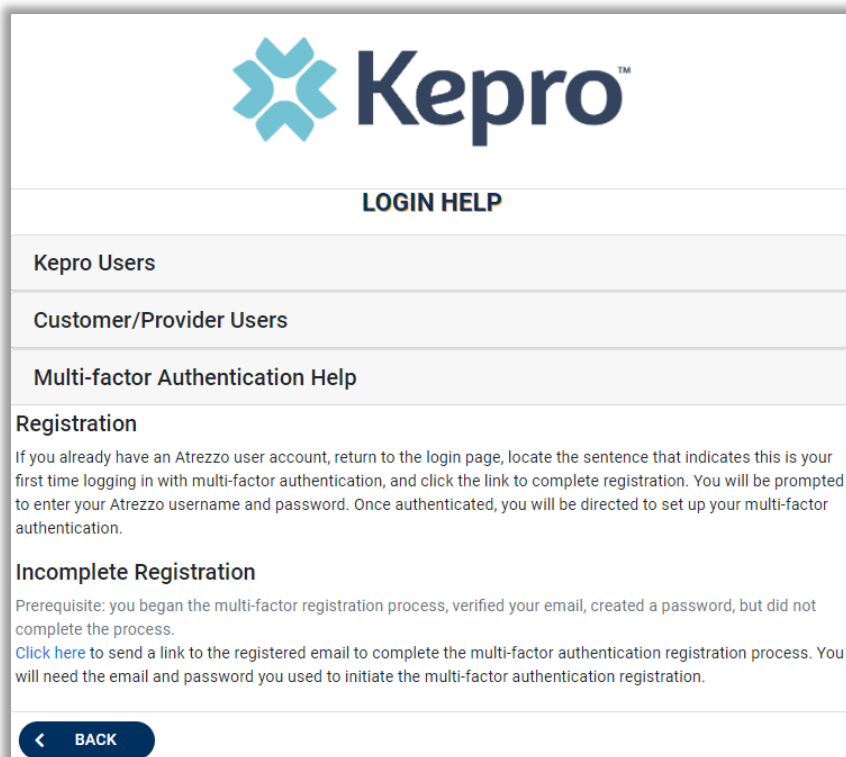 Kepro™
LOGIN HELP
Kepro Users
Customer/Provider Users
Multi-factor Authentication Help
Registration
If you already have an Atrezzo user account, return to the login page, locate the sentence that indicates this is your
first time logging in with multi-factor authentication, and click the link to complete registration. You will be prompted
to enter your Atrezzo username and password. Once authenticated, you will be directed to set up your multi-factor
authentication.
Incomplete Registration
Prerequisite: you began the multi-factor registration process, verified your email, created a password, but did not
complete the process.
Click here to send a link to the registered email to complete the multi-factor authentication registration process. You
will need the email and password you used to initiate the multi-factor authentication registration.
BACK